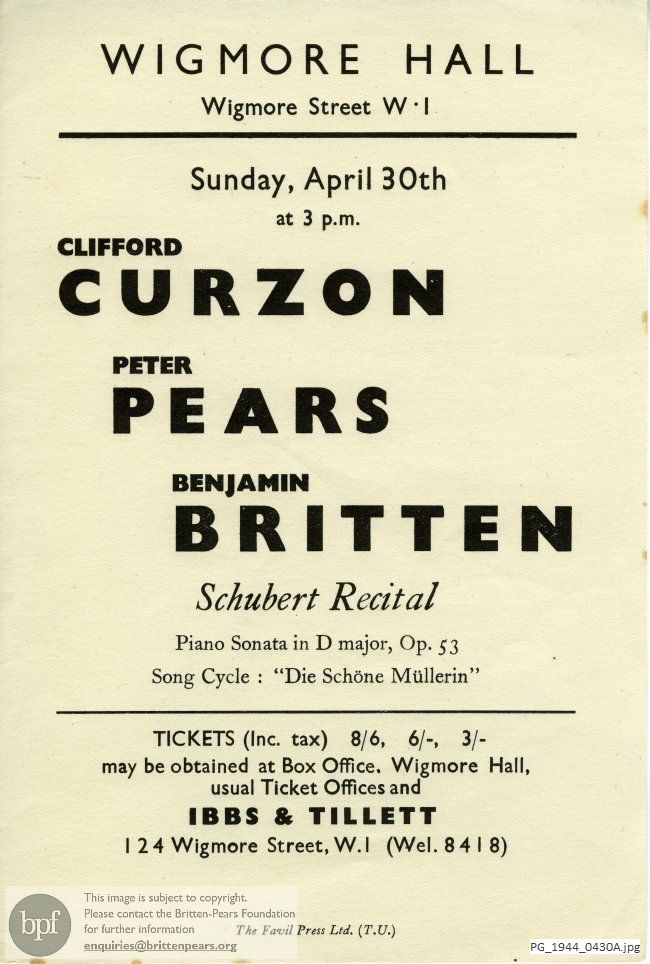 WIGMORE HALL
Wigmore Street W·1
Sunday, April 30th
at 3 p.m.
CLIFFORD
CURZON
PETER
PEARS
BENJAMIN
BRITTEN
Schubert Recital
Piano Sonata in D major, Op. 53
Song Cycle : "Die Schöne Müllerin"
TICKETS (Inc. tax) 8/6, 6/-, 3/-
may be obtained at Box Office. Wigmore Hall,
usual Ticket Offices and
IBBS & TILLETT
124 Wigmore Street, W.1 (Wel. 8418)
The Favil Press Ltd. (T.U.)
bpf
This image is subject to copyright.
Please contact the Britten-Pears Foundation
for further information
enquiries@brittenpears.org
PG_1944_0430A.jpg